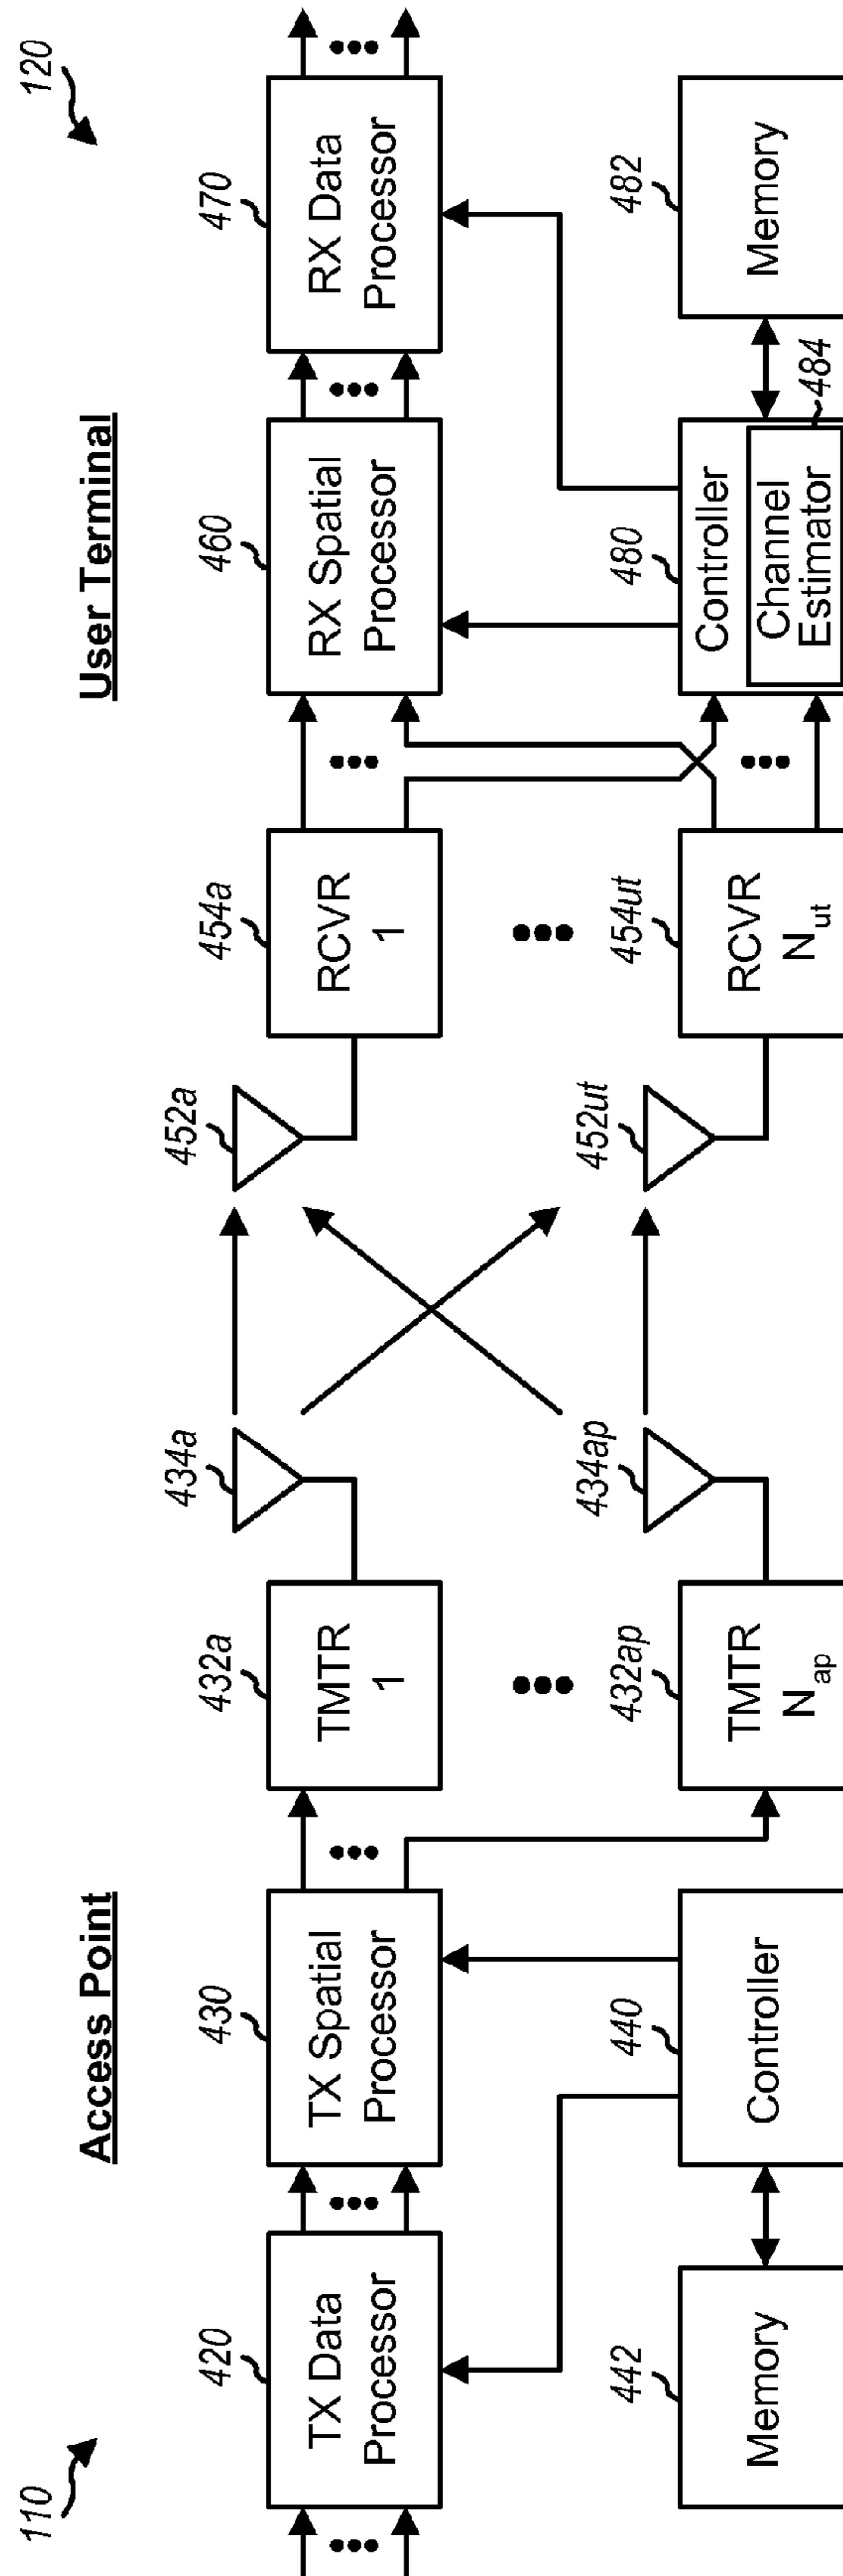 110
Access Point
User Terminal
120
420
TX Data
Processor
430
TX Spatial
Processor
432a
TMTR
1
434a
452a
454a
RCVR
1
460
RX Spatial
Processor
470
RX Data
Processor
442
Memory
440
Controller
432ap
TMTR
N_ap
434ap
452ut
454ut
RCVR
N_ut
480
Controller
Channel
Estimator
484
482
Memory